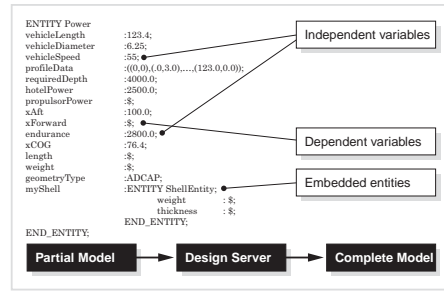 ENTITY Power
vehicleLength :123.4;
vehicleDiameter :6.25;
vehicleSpeed :55;
profileData :((0,0),(.0,3.0),...,(123.0,0.0));
requiredDepth :4000.0;
hotelPower :2500.0;
propulsorPower :$;
xAft :100.0;
xForward :$;
endurance :2800.0;
xCOG :76.4;
length :$;
weight :$;
geometryType :ADCAP;
myShell :ENTITY ShellEntity;
weight : $;
thickness : $;
END_ENTITY;
END_ENTITY;
Independent variables
Dependent variables
Embedded entities
Partial Model
Design Server
Complete Model